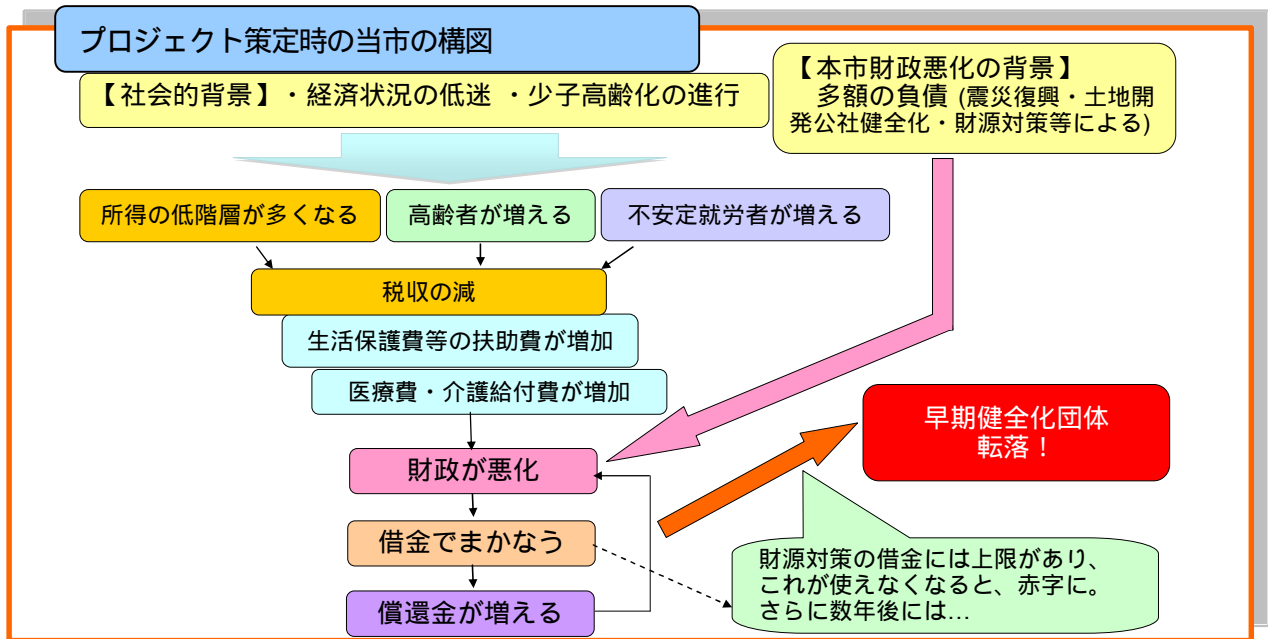 プロジェクト策定時の当市の構図
【社会的背景】・経済状況の低迷 ・少子高齢化の進行
【本市財政悪化の背景】
多額の負債 (震災復興・土地開
発公社健全化・財源対策等による)
所得の低階層が多くなる
高齢者が増える
不安定就労者が増える
税収の減
生活保護費等の扶助費が増加
医療費・介護給付費が増加
早期健全化団体
転落！
財政が悪化
借金でまかなう
財源対策の借金には上限があり、
これが使えなくなると、赤字に。
さらに数年後には…
償還金が増える